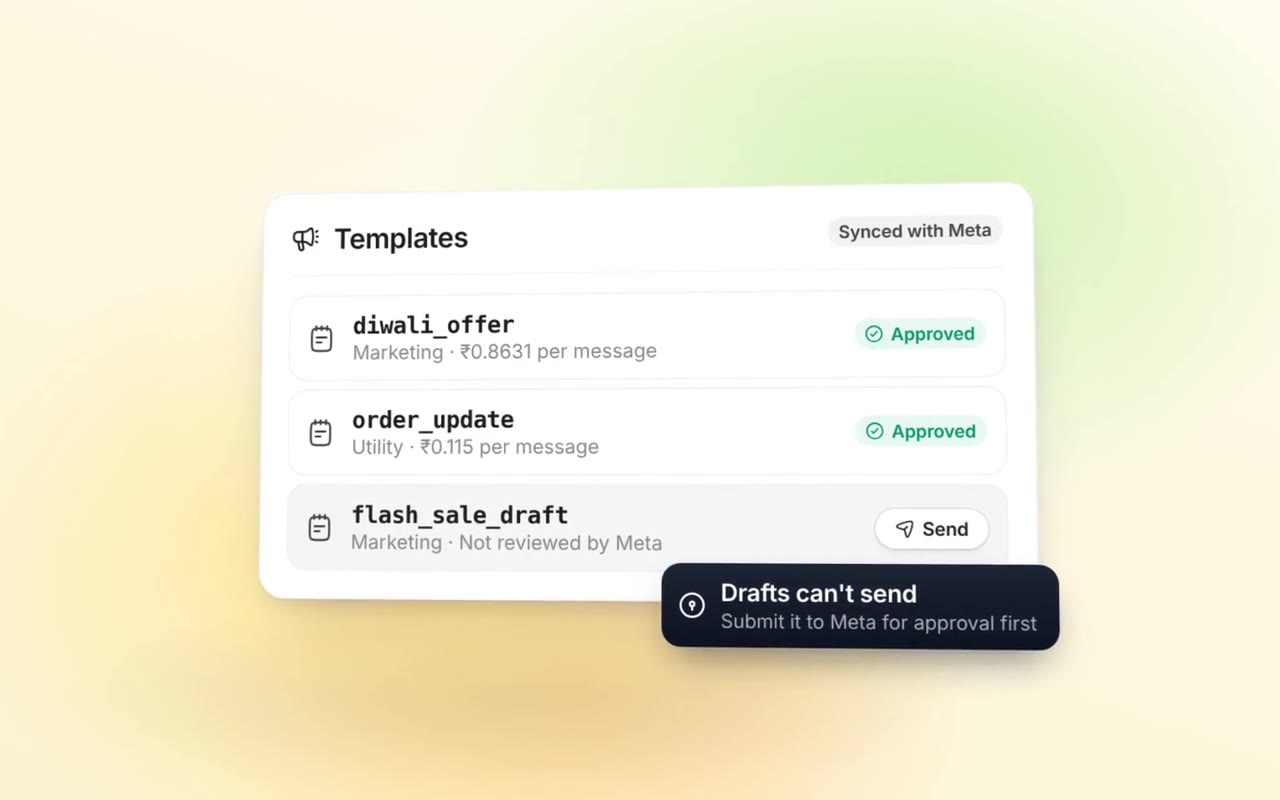 Templates
Synced with Meta
diwali_offer
Marketing · ₹0.8631 per message
Approved
order_update
Utility · ₹0.115 per message
Approved
flash_sale_draft
Marketing · Not reviewed by Meta
Send
Drafts can't send
Submit it to Meta for approval first